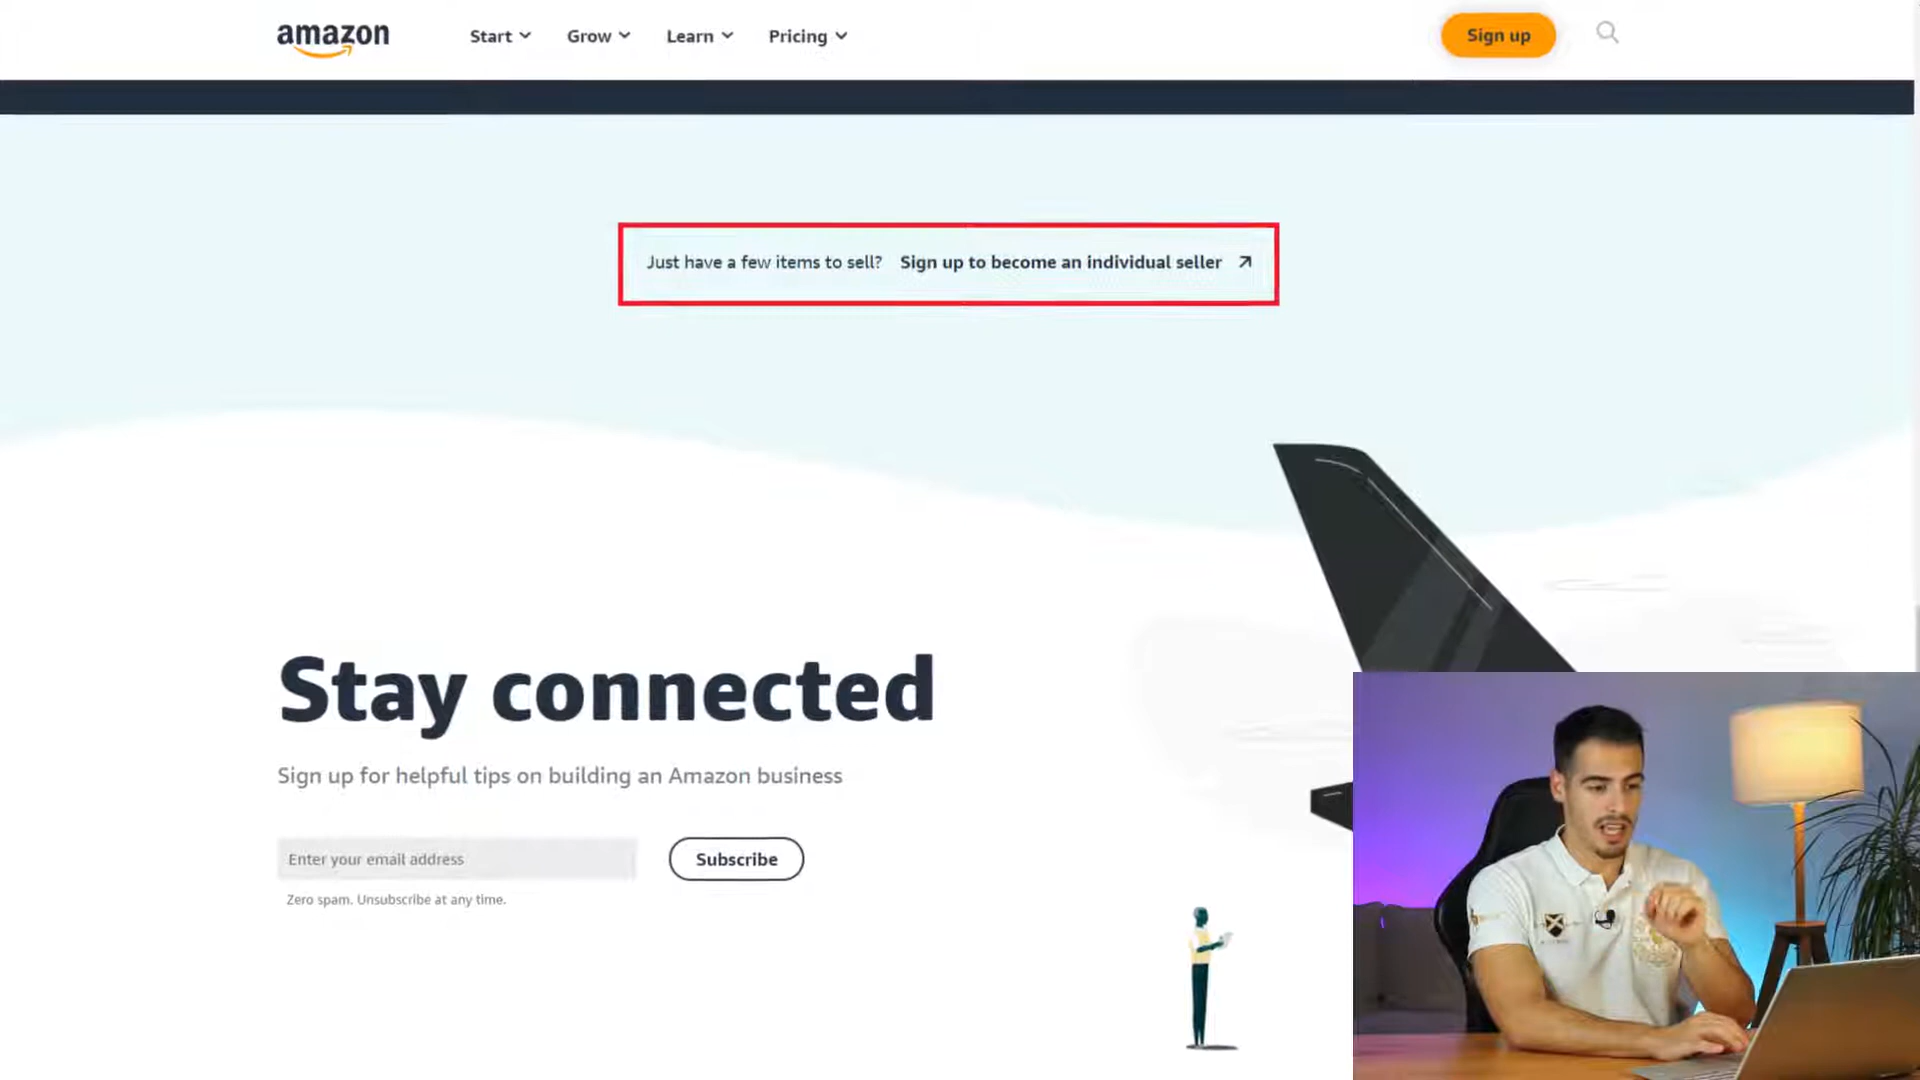 amazon
Start
Grow
Learn
Pricing
Sign up
Just have a few items to sell? Sign up to become an individual seller
Stay connected
Sign up for helpful tips on building an Amazon business
Enter your email address
Subscribe
Zero spam. Unsubscribe at any time.